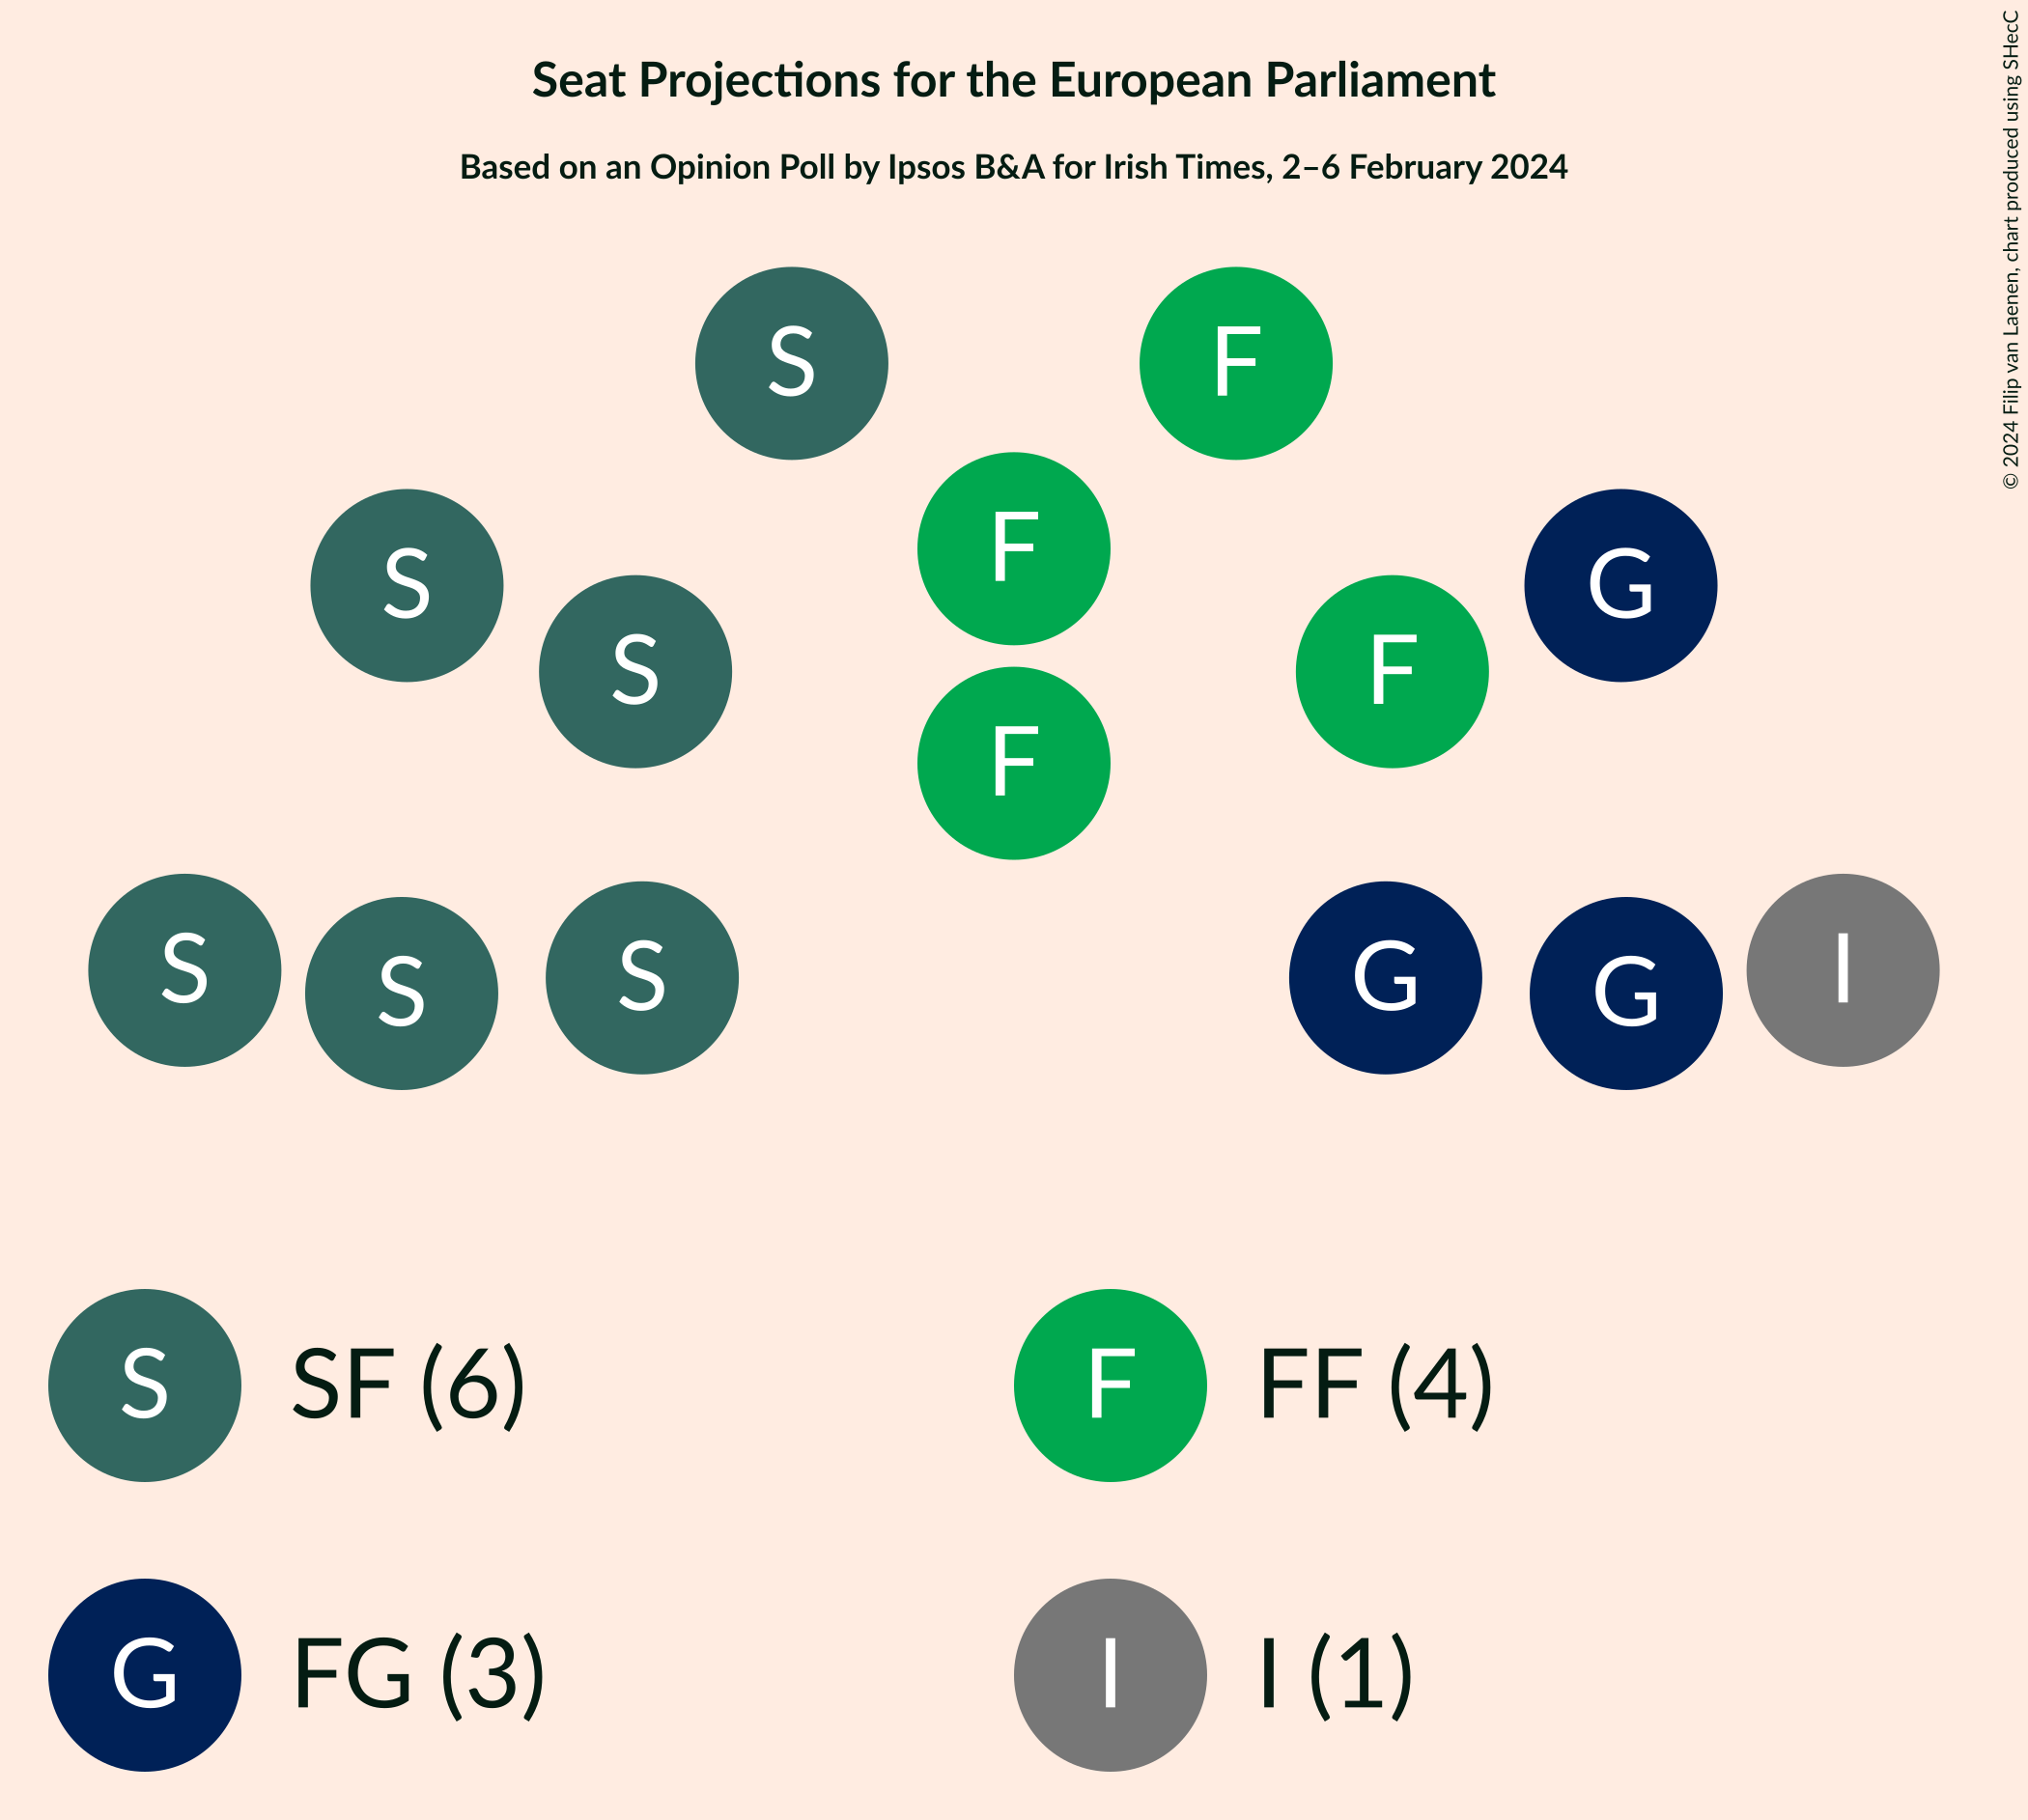 Seat Projections for the European Parliament
Based on an Opinion Poll by Ipsos B&A for Irish Times, 2–6 February 2024
© 2024 Filip van Laenen, chart produced using SHecC
S F
F
S G
S F
F
S S S G G I
S SF (6) F FF (4)
G FG (3) I I (1)